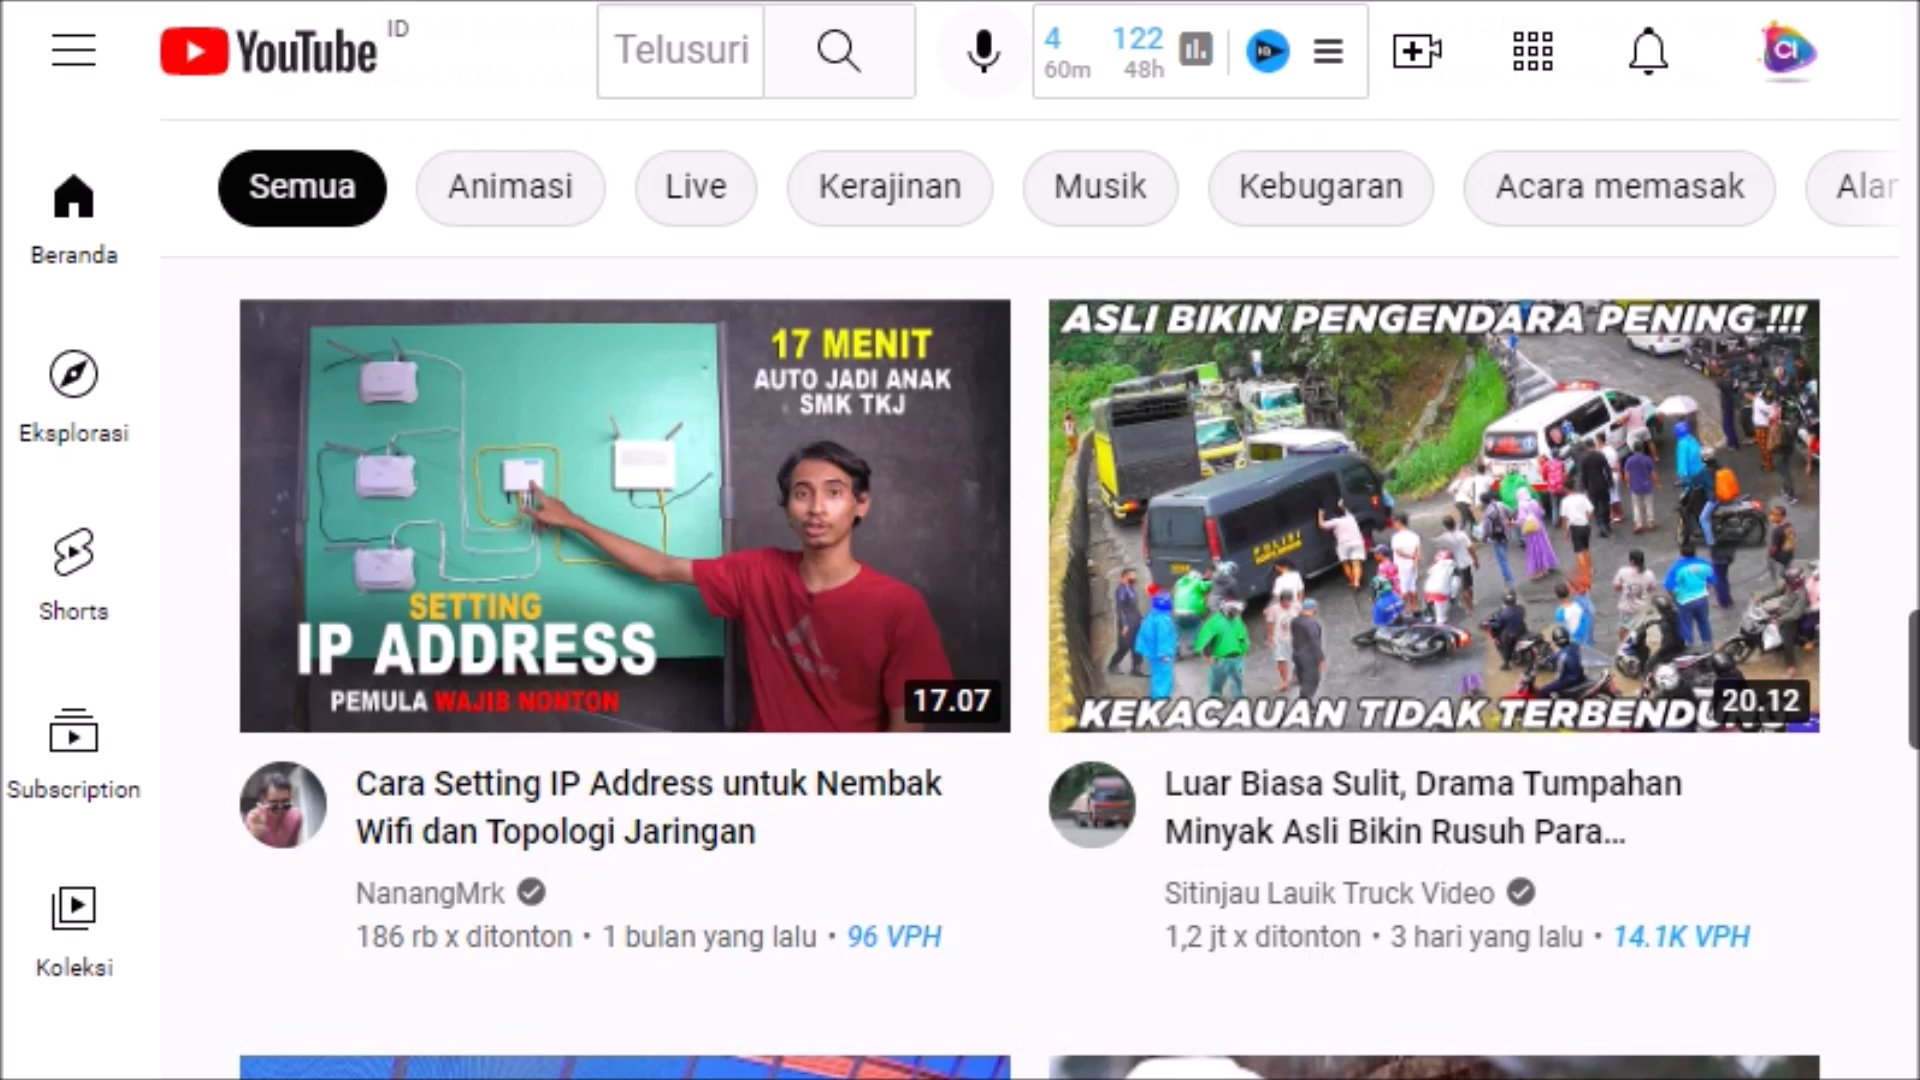 YouTube ID
Telusuri
4 122
60m 48h
CI
Semua
Animasi
Live
Kerajinan
Musik
Kebugaran
Acara memasak
Beranda
Eksplorasi
Shorts
Subscription
Koleksi
17 MENIT
AUTO JADI ANAK
SMK TKJ
SETTING
IP ADDRESS
PEMULA WAJIB NONTON
17.07
Cara Setting IP Address untuk Nembak
Wifi dan Topologi Jaringan
NanangMrk
186 rb x ditonton • 1 bulan yang lalu • 96 VPH
ASLI BIKIN PENGENDARA PENING !!!
POLISI
KEKACAUAN TIDAK
20.12
Luar Biasa Sulit, Drama Tumpahan
Minyak Asli Bikin Rusuh Para...
Sitinjau Lauik Truck Video
1,2 jt x ditonton • 3 hari yang lalu • 14.1K VPH